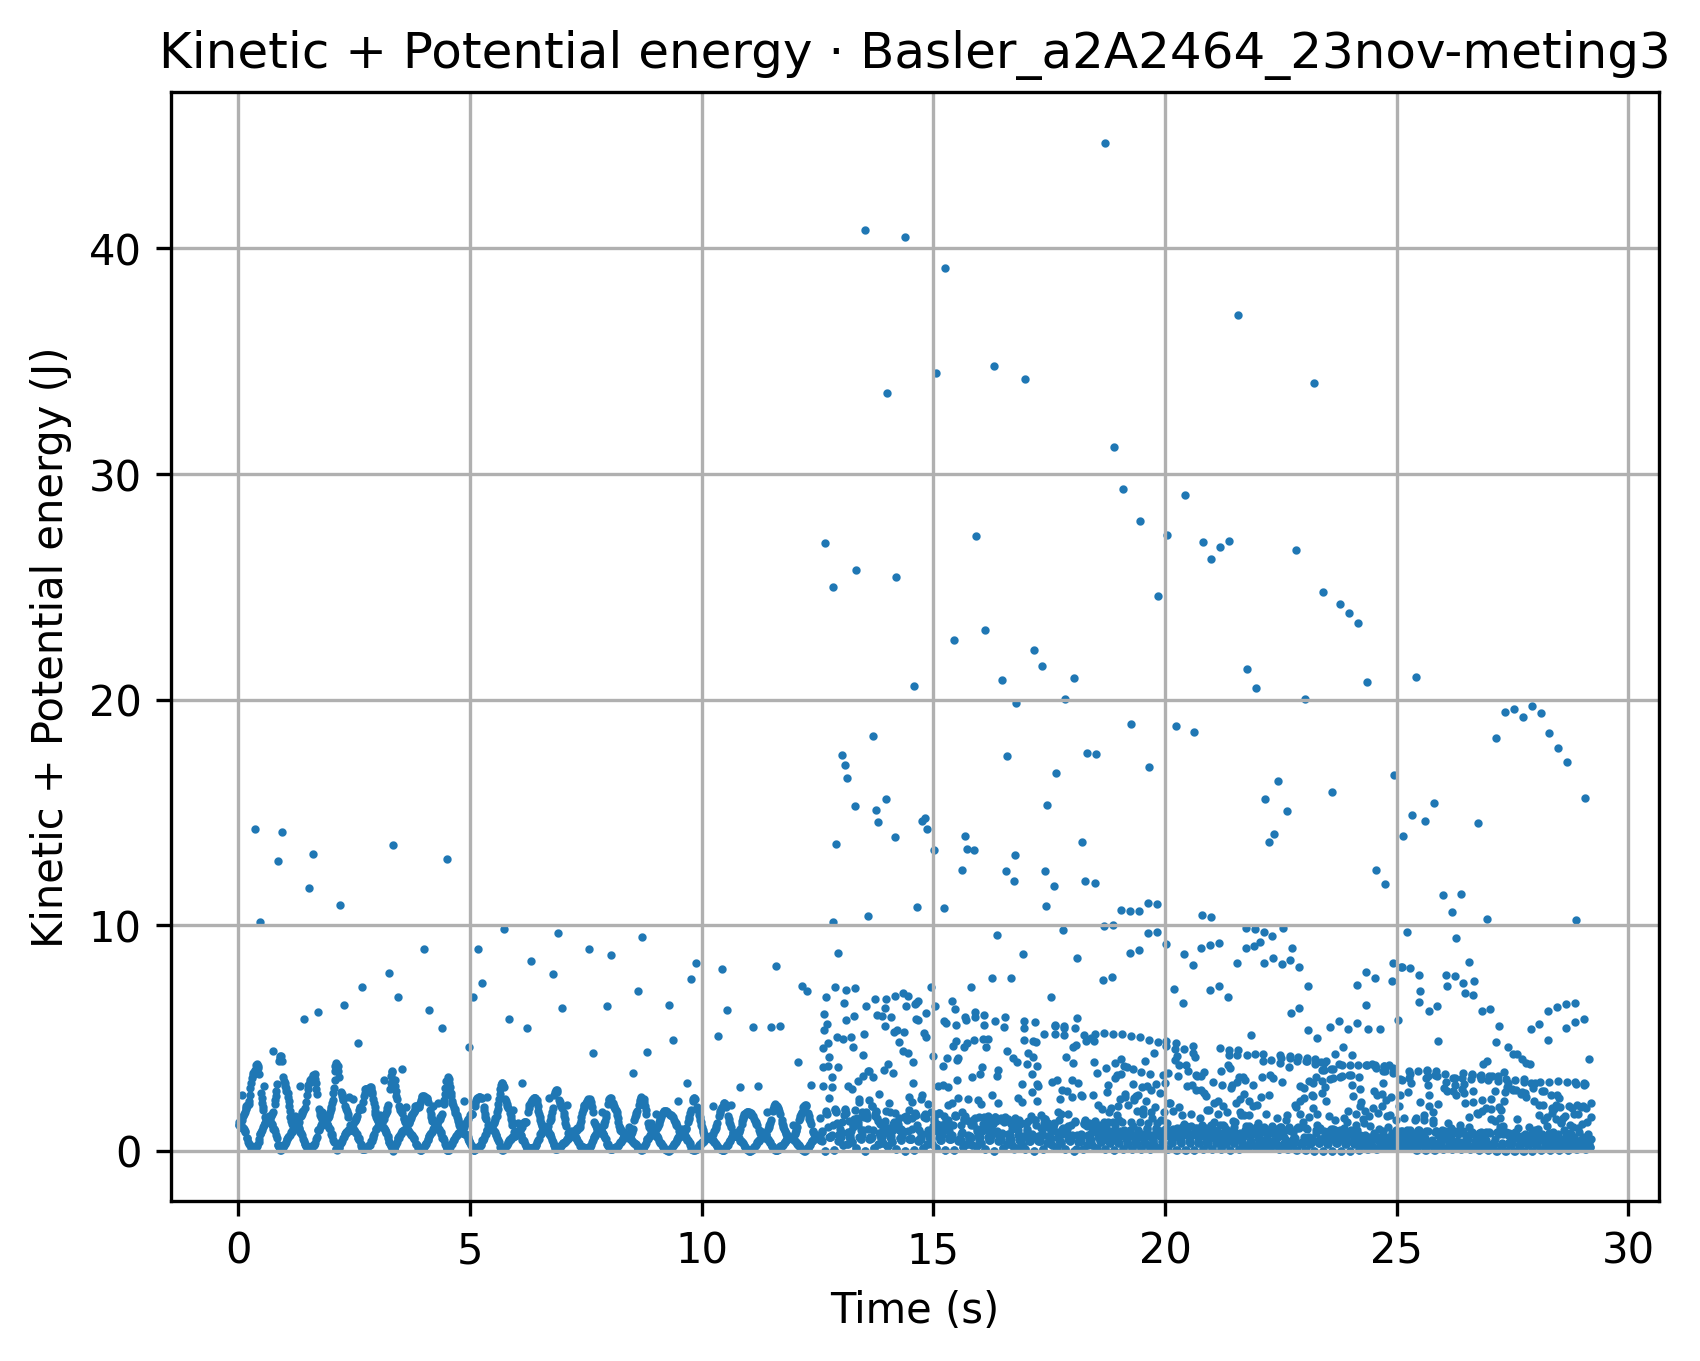 Kinetic + Potential energy · Basler_a2A2464_23nov-meting3
Kinetic + Potential energy (J)
40
30
20
10
0
0 5 10 15 20 25 30
Time (s)